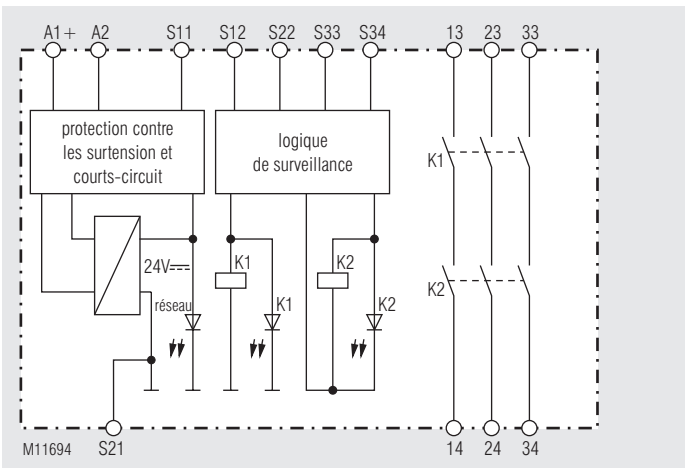 A1+ A2 S11 S12 S22 S33 S34 13 23 33
protection contre
les surtension et
courts-circuit
logique
de surveillance
K1
24V
K1
K2
K2
réseau
K1
K2
M11694 S21 14 24 34